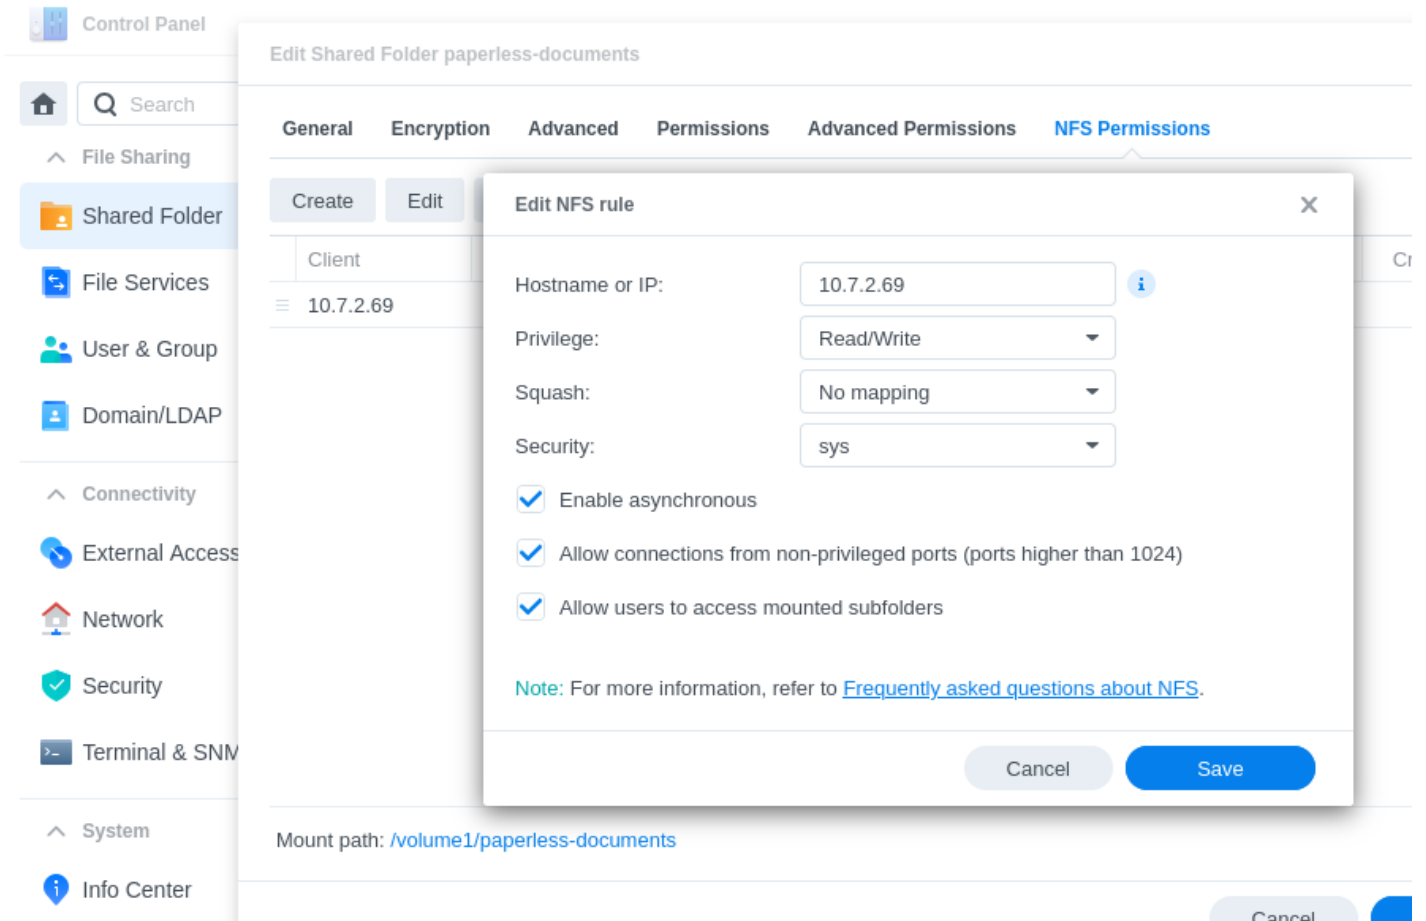 Control Panel
Edit Shared Folder paperless-documents
Search
General Encryption Advanced Permissions Advanced Permissions NFS Permissions
File Sharing
Shared Folder
File Services
User & Group
Domain/LDAP
Connectivity
External Access
Network
Security
Terminal & SNM
System
Info Center
Create Edit
Client
Cr
10.7.2.69
Edit NFS rule
Hostname or IP: 10.7.2.69
Privilege: Read/Write
Squash: No mapping
Security: sys
Enable asynchronous
Allow connections from non-privileged ports (ports higher than 1024)
Allow users to access mounted subfolders
Note: For more information, refer to Frequently asked questions about NFS.
Cancel Save
Mount path: /volume1/paperless-documents
Cancel